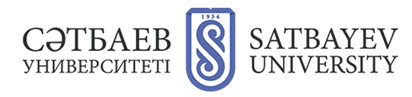 СӘТБАЕВ
УНИВЕРСИТЕТІ
1934
SATBAYEV
UNIVERSITY